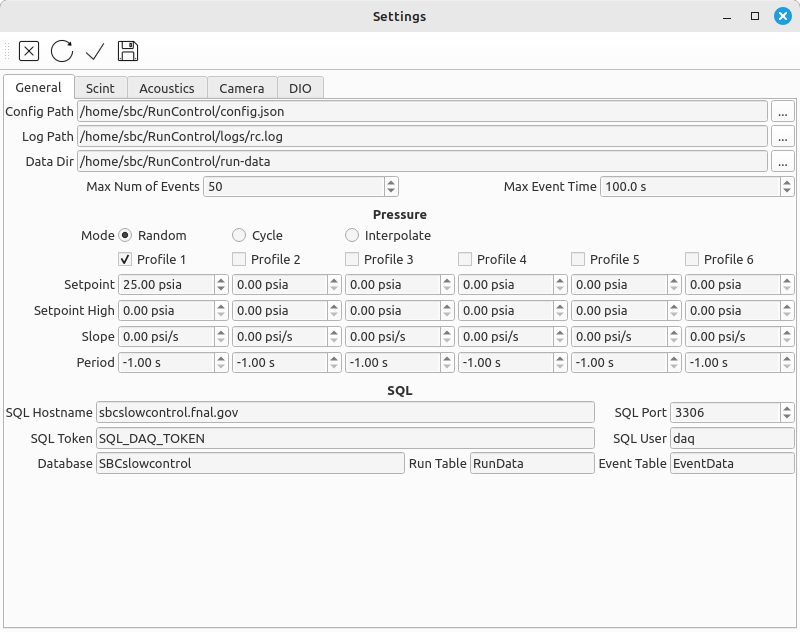 Settings
General Scint Acoustics Camera DIO
Config Path /home/sbc/RunControl/config.json ...
Log Path /home/sbc/RunControl/logs/rc.log ...
Data Dir /home/sbc/RunControl/run-data ...
Max Num of Events 50 Max Event Time 100.0 s
Pressure
Mode Random Cycle Interpolate
Profile 1 Profile 2 Profile 3 Profile 4 Profile 5 Profile 6
Setpoint 25.00 psia 0.00 psia 0.00 psia 0.00 psia 0.00 psia 0.00 psia
Setpoint High 0.00 psia 0.00 psia 0.00 psia 0.00 psia 0.00 psia 0.00 psia
Slope 0.00 psi/s 0.00 psi/s 0.00 psi/s 0.00 psi/s 0.00 psi/s 0.00 psi/s
Period -1.00 s -1.00 s -1.00 s -1.00 s -1.00 s -1.00 s
SQL
SQL Hostname sbcslowcontrol.fnal.gov SQL Port 3306
SQL Token SQL_DAQ_TOKEN SQL User daq
Database SBCslowcontrol Run Table RunData Event Table EventData